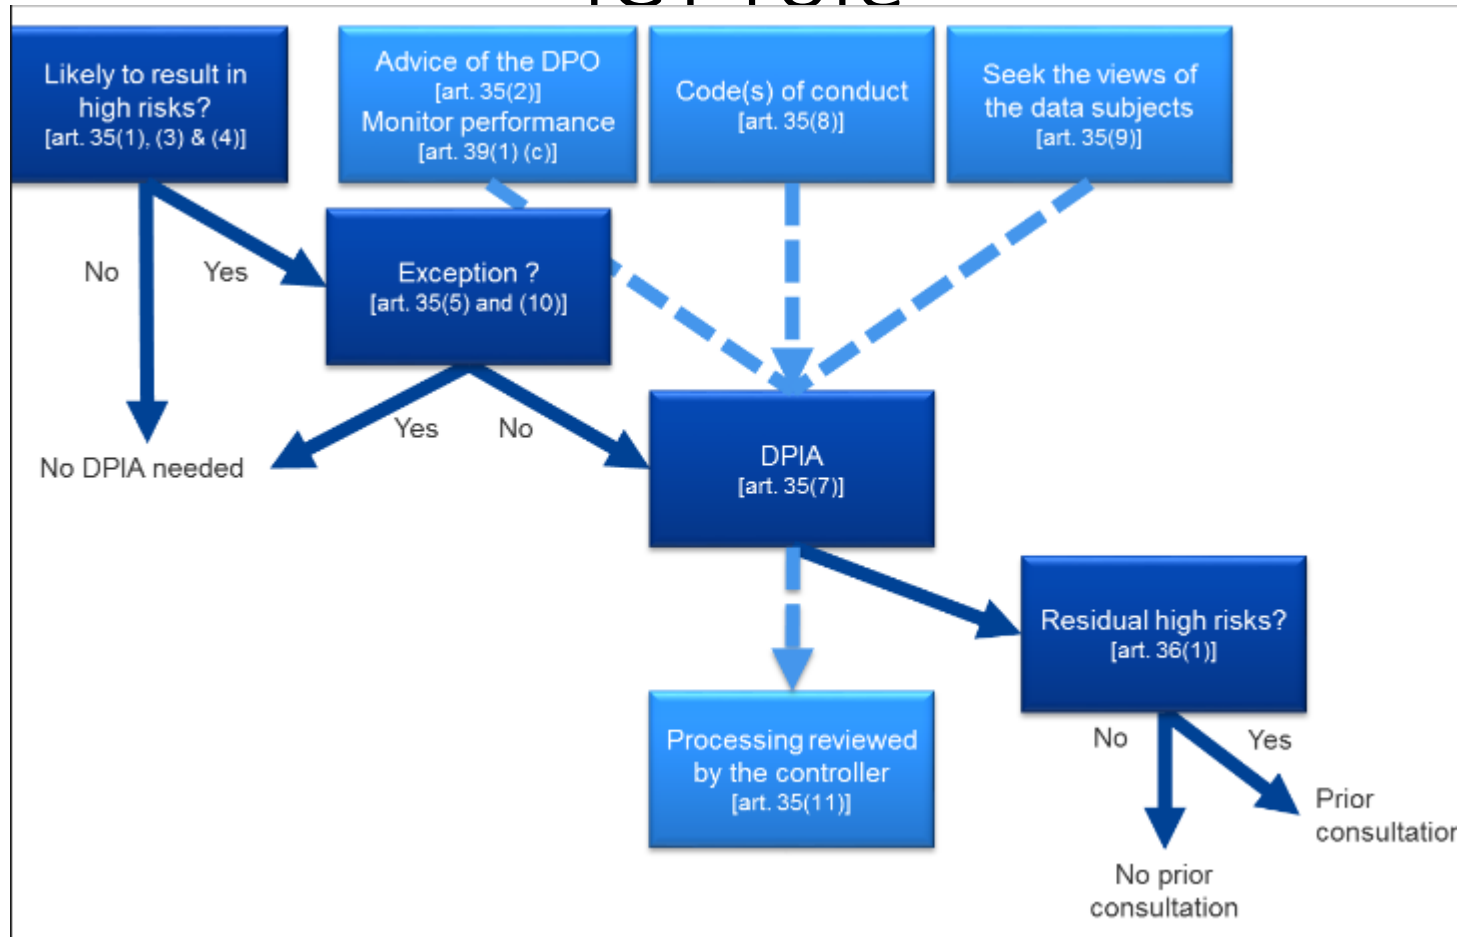 Likely to result in
high risks?
[art. 35(1), (3) & (4)]
Advice of the DPO
[art. 35(2)]
Monitor performance
[art. 39(1) (c)]
Code(s) of conduct
[art. 35(8)]
Seek the views of
the data subjects
[art. 35(9)]
No
Yes
Exception ?
[art. 35(5) and (10)]
Yes
No
No DPIA needed
DPIA
[art. 35(7)]
Residual high risks?
[art. 36(1)]
Processing reviewed
by the controller
[art. 35(11)]
No
Yes
Prior
consultation
No prior
consultation